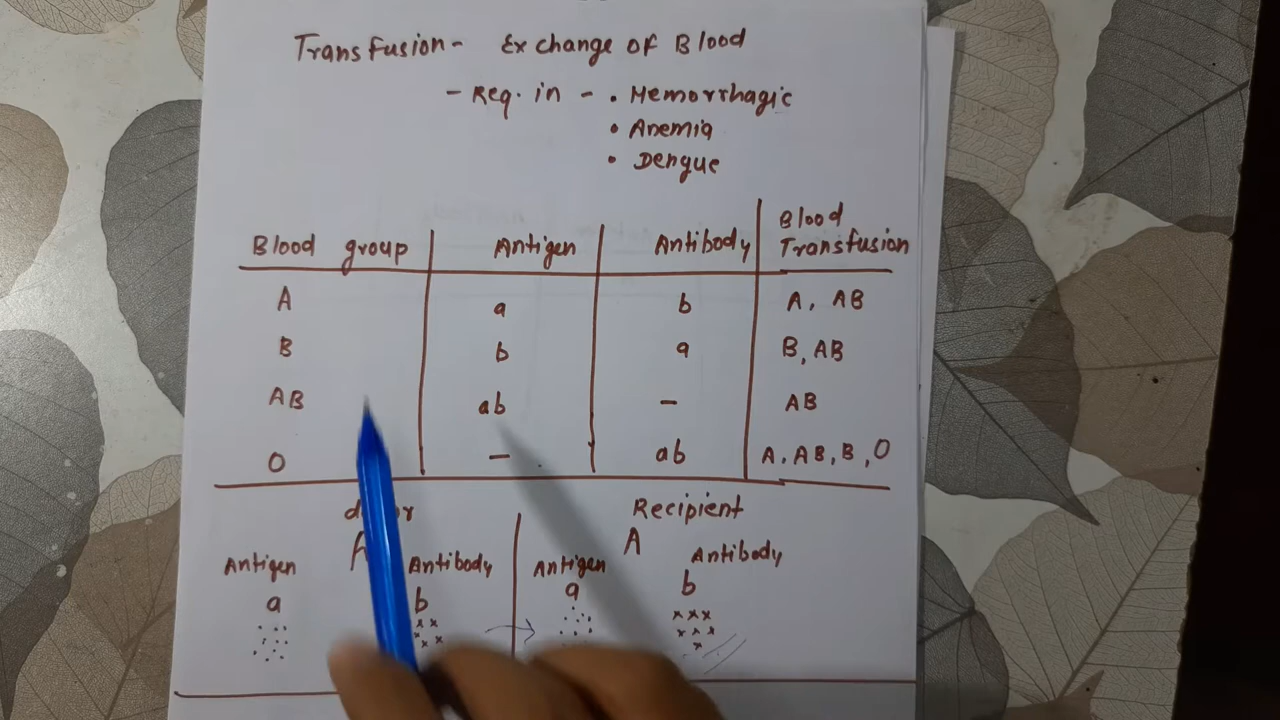 Transfusion - Exchange of Blood
- Req. in - • Hemorrhagic
• Anemia
• Dengue
Blood group | Antigen | Antibody | Blood Transfusion
A | a | b | A, AB
B | b | a | B, AB
AB | ab | - | AB
O | - | ab | A, AB, B, O
Recipient
A
Antigen Antibody | Antigen Antibody
a b | a b